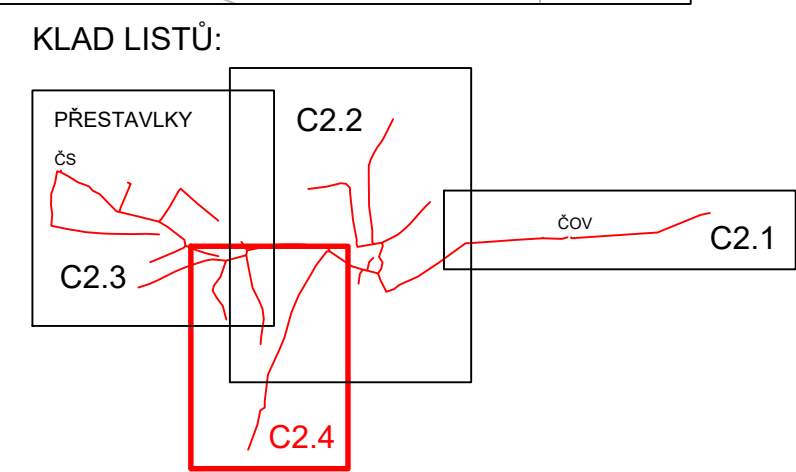 KLAD LISTŮ:
PŘESTAVLKY
C2.2
ČS
ČOV
C2.1
C2.3
C2.4